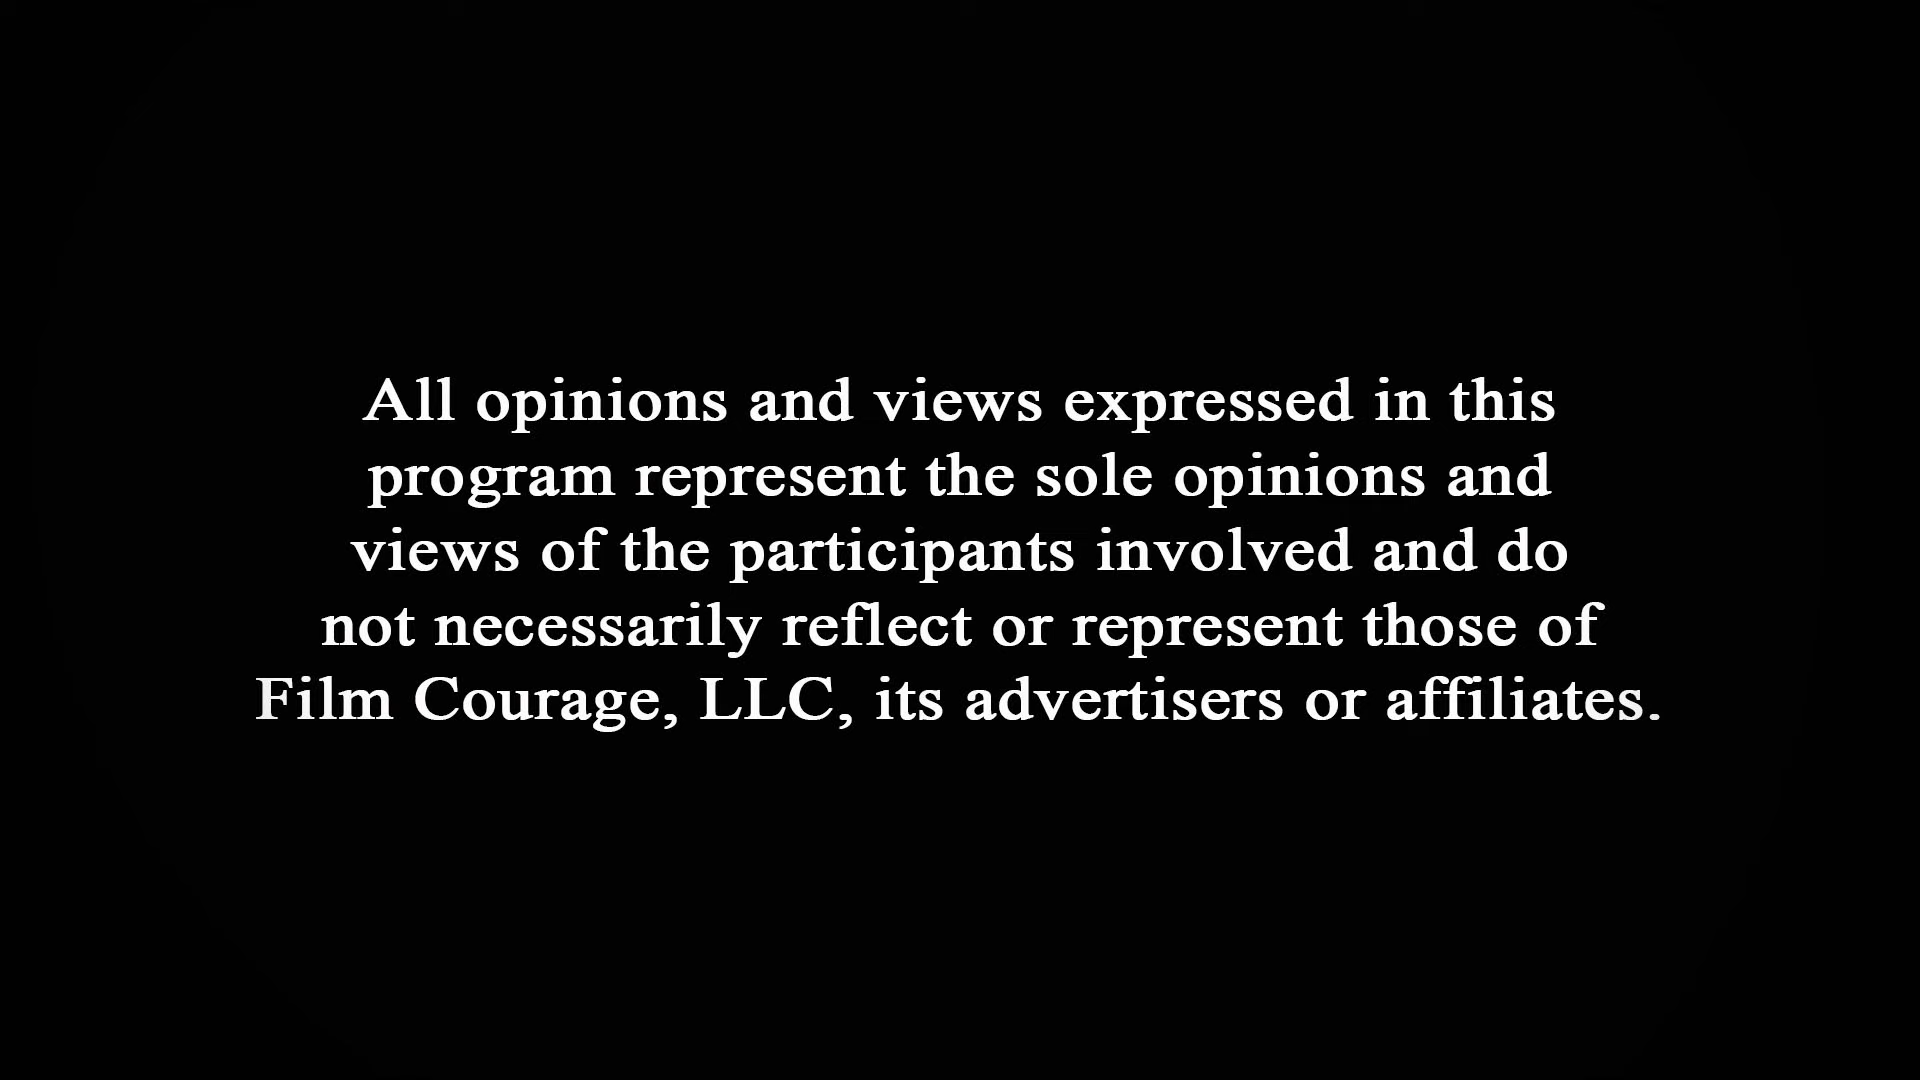 All opinions and views expressed in this
program represent the sole opinions and
views of the participants involved and do
not necessarily reflect or represent those of
Film Courage, LLC, its advertisers or affiliates.